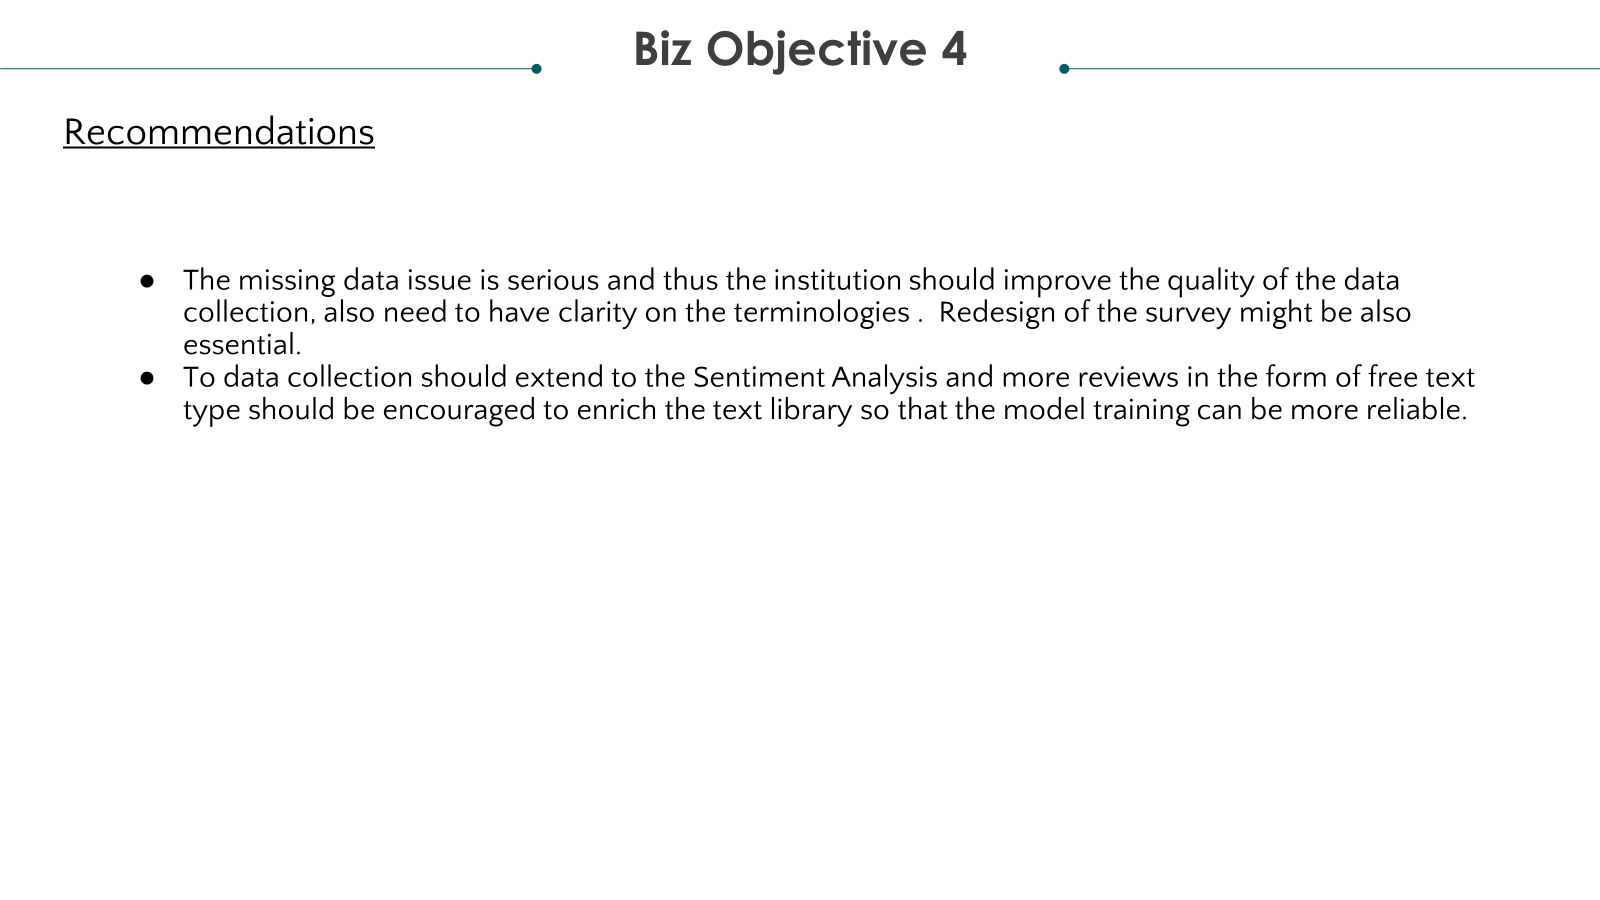 Biz Objective 4
Recommendations
● The missing data issue is serious and thus the institution should improve the quality of the data
collection, also need to have clarity on the terminologies .  Redesign of the survey might be also
essential.
● To data collection should extend to the Sentiment Analysis and more reviews in the form of free text
type should be encouraged to enrich the text library so that the model training can be more reliable.